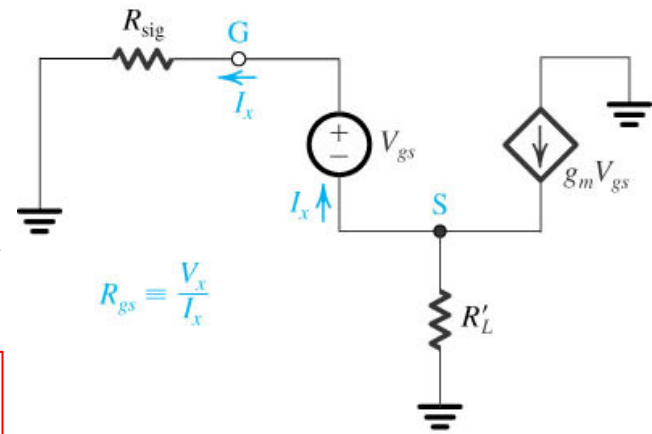 R_sig
G
I_x
+
−
V_gs
g_m V_gs
I_x
S
R_gs ≡ V_x / I_x
R′_L